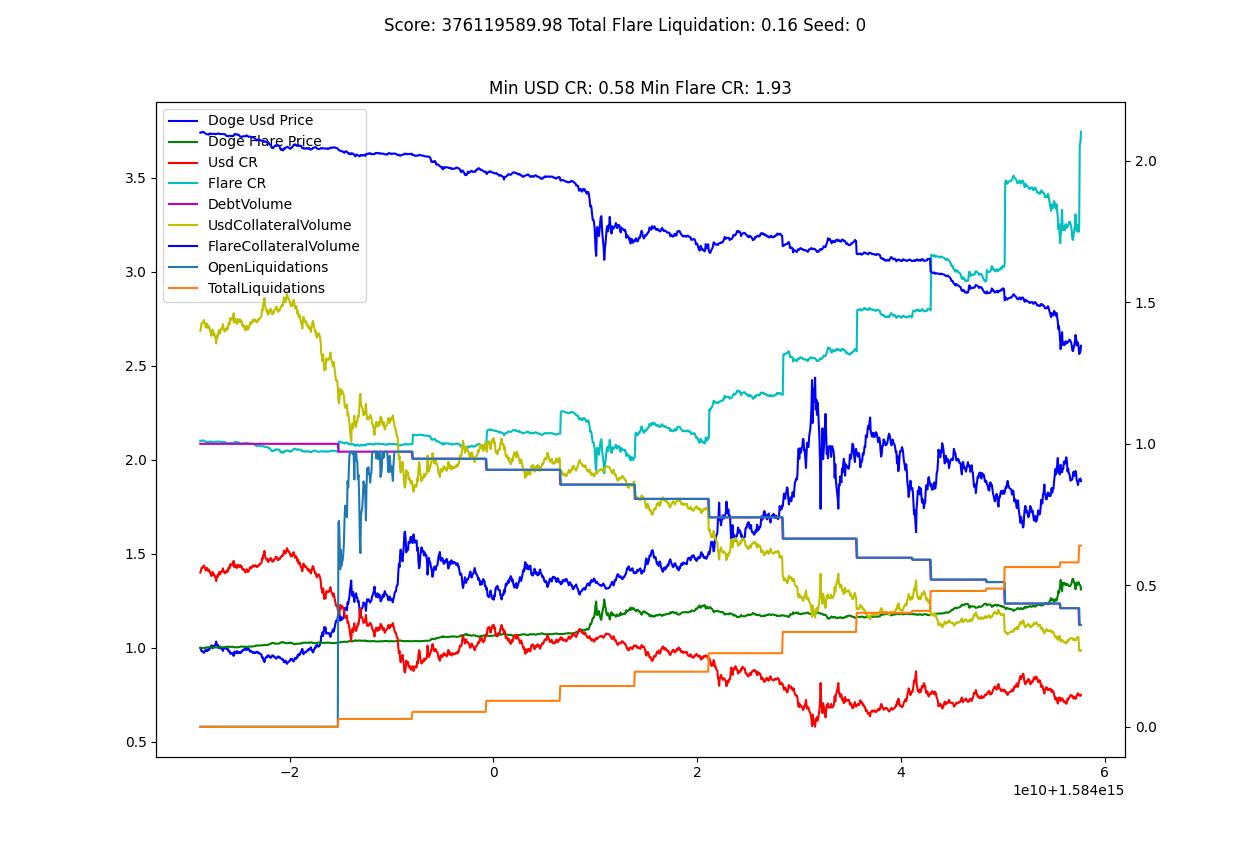 Score: 376119589.98 Total Flare Liquidation: 0.16 Seed: 0
Min USD CR: 0.58 Min Flare CR: 1.93
Doge Usd Price
Doge Flare Price
Usd CR
Flare CR
DebtVolume
UsdCollateralVolume
FlareCollateralVolume
OpenLiquidations
TotalLiquidations
3.5
3.0
2.5
2.0
1.5
1.0
0.5
2.0
1.5
1.0
0.5
0.0
−2
0
2
4
6
1e10+1.584e15